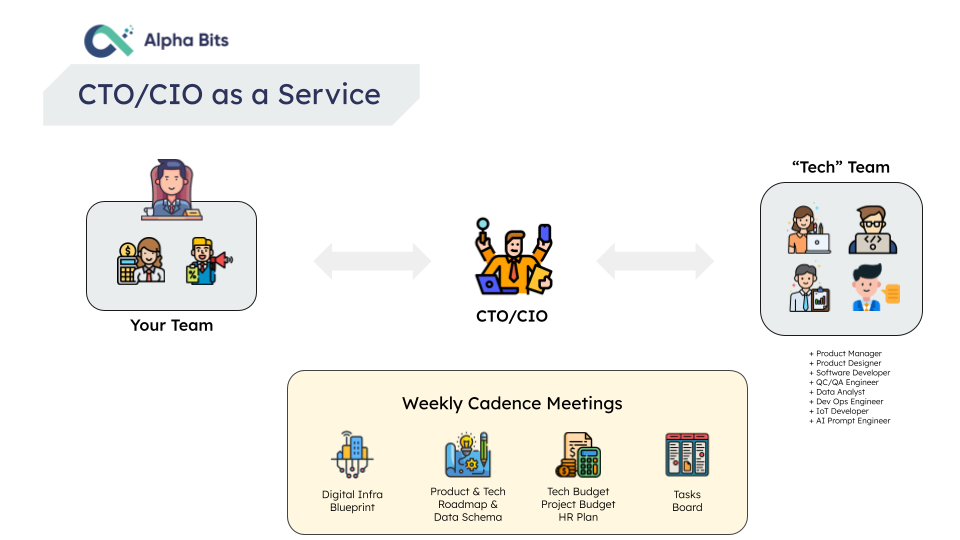 Alpha Bits
CTO/CIO as a Service
“Tech” Team
Your Team
CTO/CIO
+ Product Manager
+ Product Designer
+ Software Developer
+ QC/QA Engineer
+ Data Analyst
+ Dev Ops Engineer
+ IoT Developer
+ AI Prompt Engineer
Weekly Cadence Meetings
Digital Infra
Blueprint
Product & Tech
Roadmap &
Data Schema
Tech Budget
Project Budget
HR Plan
Tasks
Board